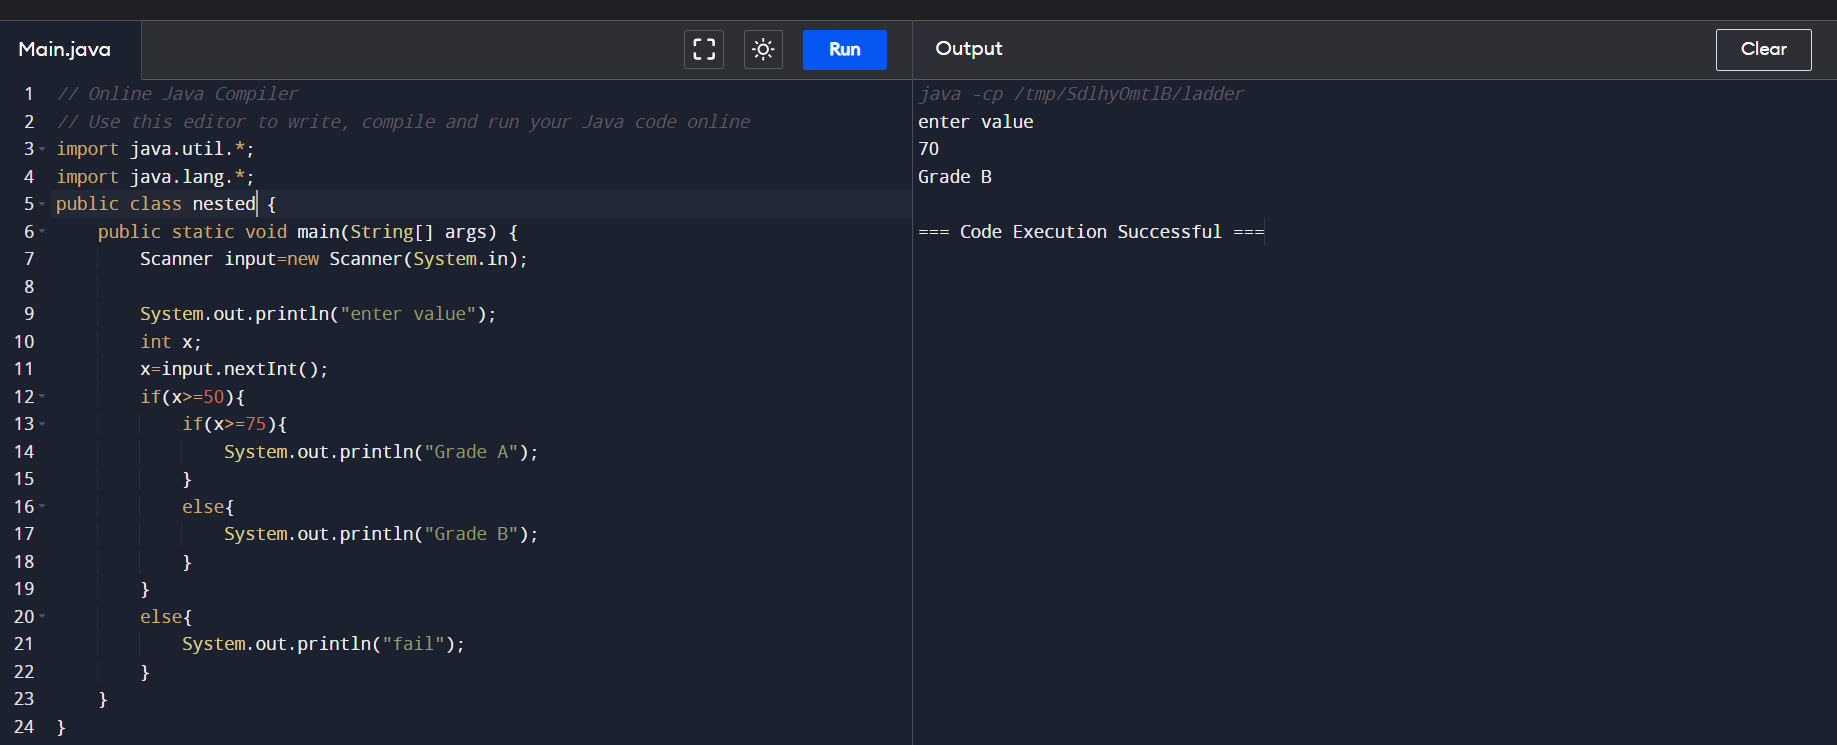 Main.java
Run
Output
Clear
1 // Online Java Compiler
2 // Use this editor to write, compile and run your Java code online
3 import java.util.*;
4 import java.lang.*;
5 public class nested {
6 public static void main(String[] args) {
7 Scanner input=new Scanner(System.in);
8
9 System.out.println("enter value");
10 int x;
11 x=input.nextInt();
12 if(x>=50){
13 if(x>=75){
14 System.out.println("Grade A");
15 }
16 else{
17 System.out.println("Grade B");
18 }
19 }
20 else{
21 System.out.println("fail");
22 }
23 }
24 }
java -cp /tmp/SdlhyOmtlB/ladder
enter value
70
Grade B
=== Code Execution Successful ===